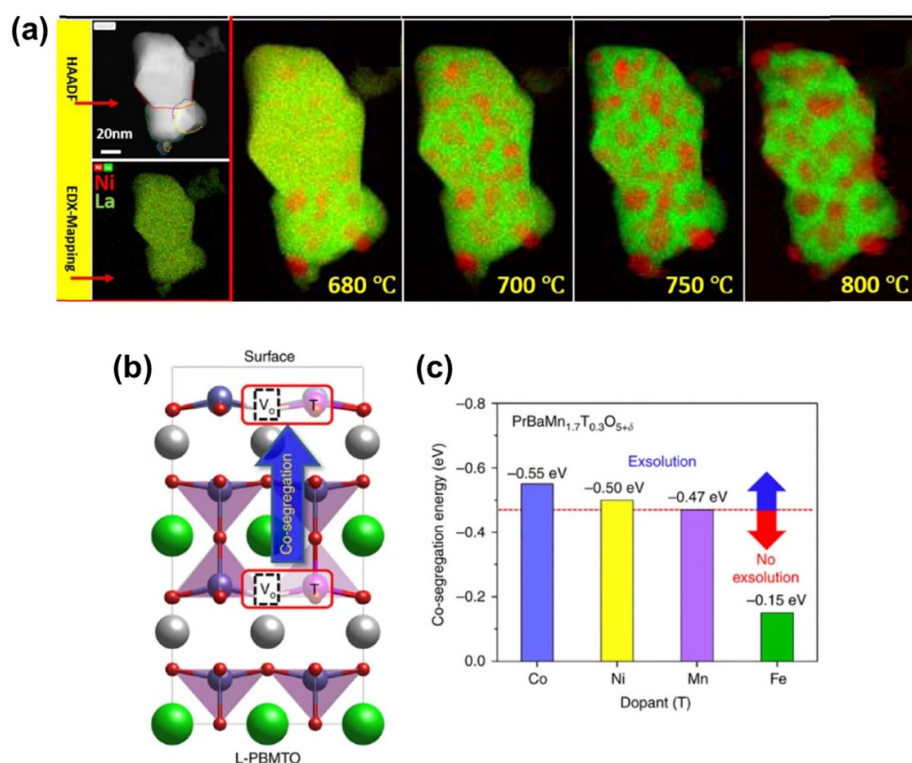 (a)
HAADF
EDX-Mapping
20nm
Ni
La
680 °C
700 °C
750 °C
800 °C
(b)
Surface
Vo
T
Co-segregation
Vo
T
L-PBMTO
(c)
PrBaMn1.7T0.3O5+δ
Co-segregation energy (eV)
−0.8
−0.6
−0.4
−0.2
0.0
−0.55 eV
−0.50 eV
−0.47 eV
−0.15 eV
Exsolution
No
exsolution
Co
Ni
Mn
Fe
Dopant (T)